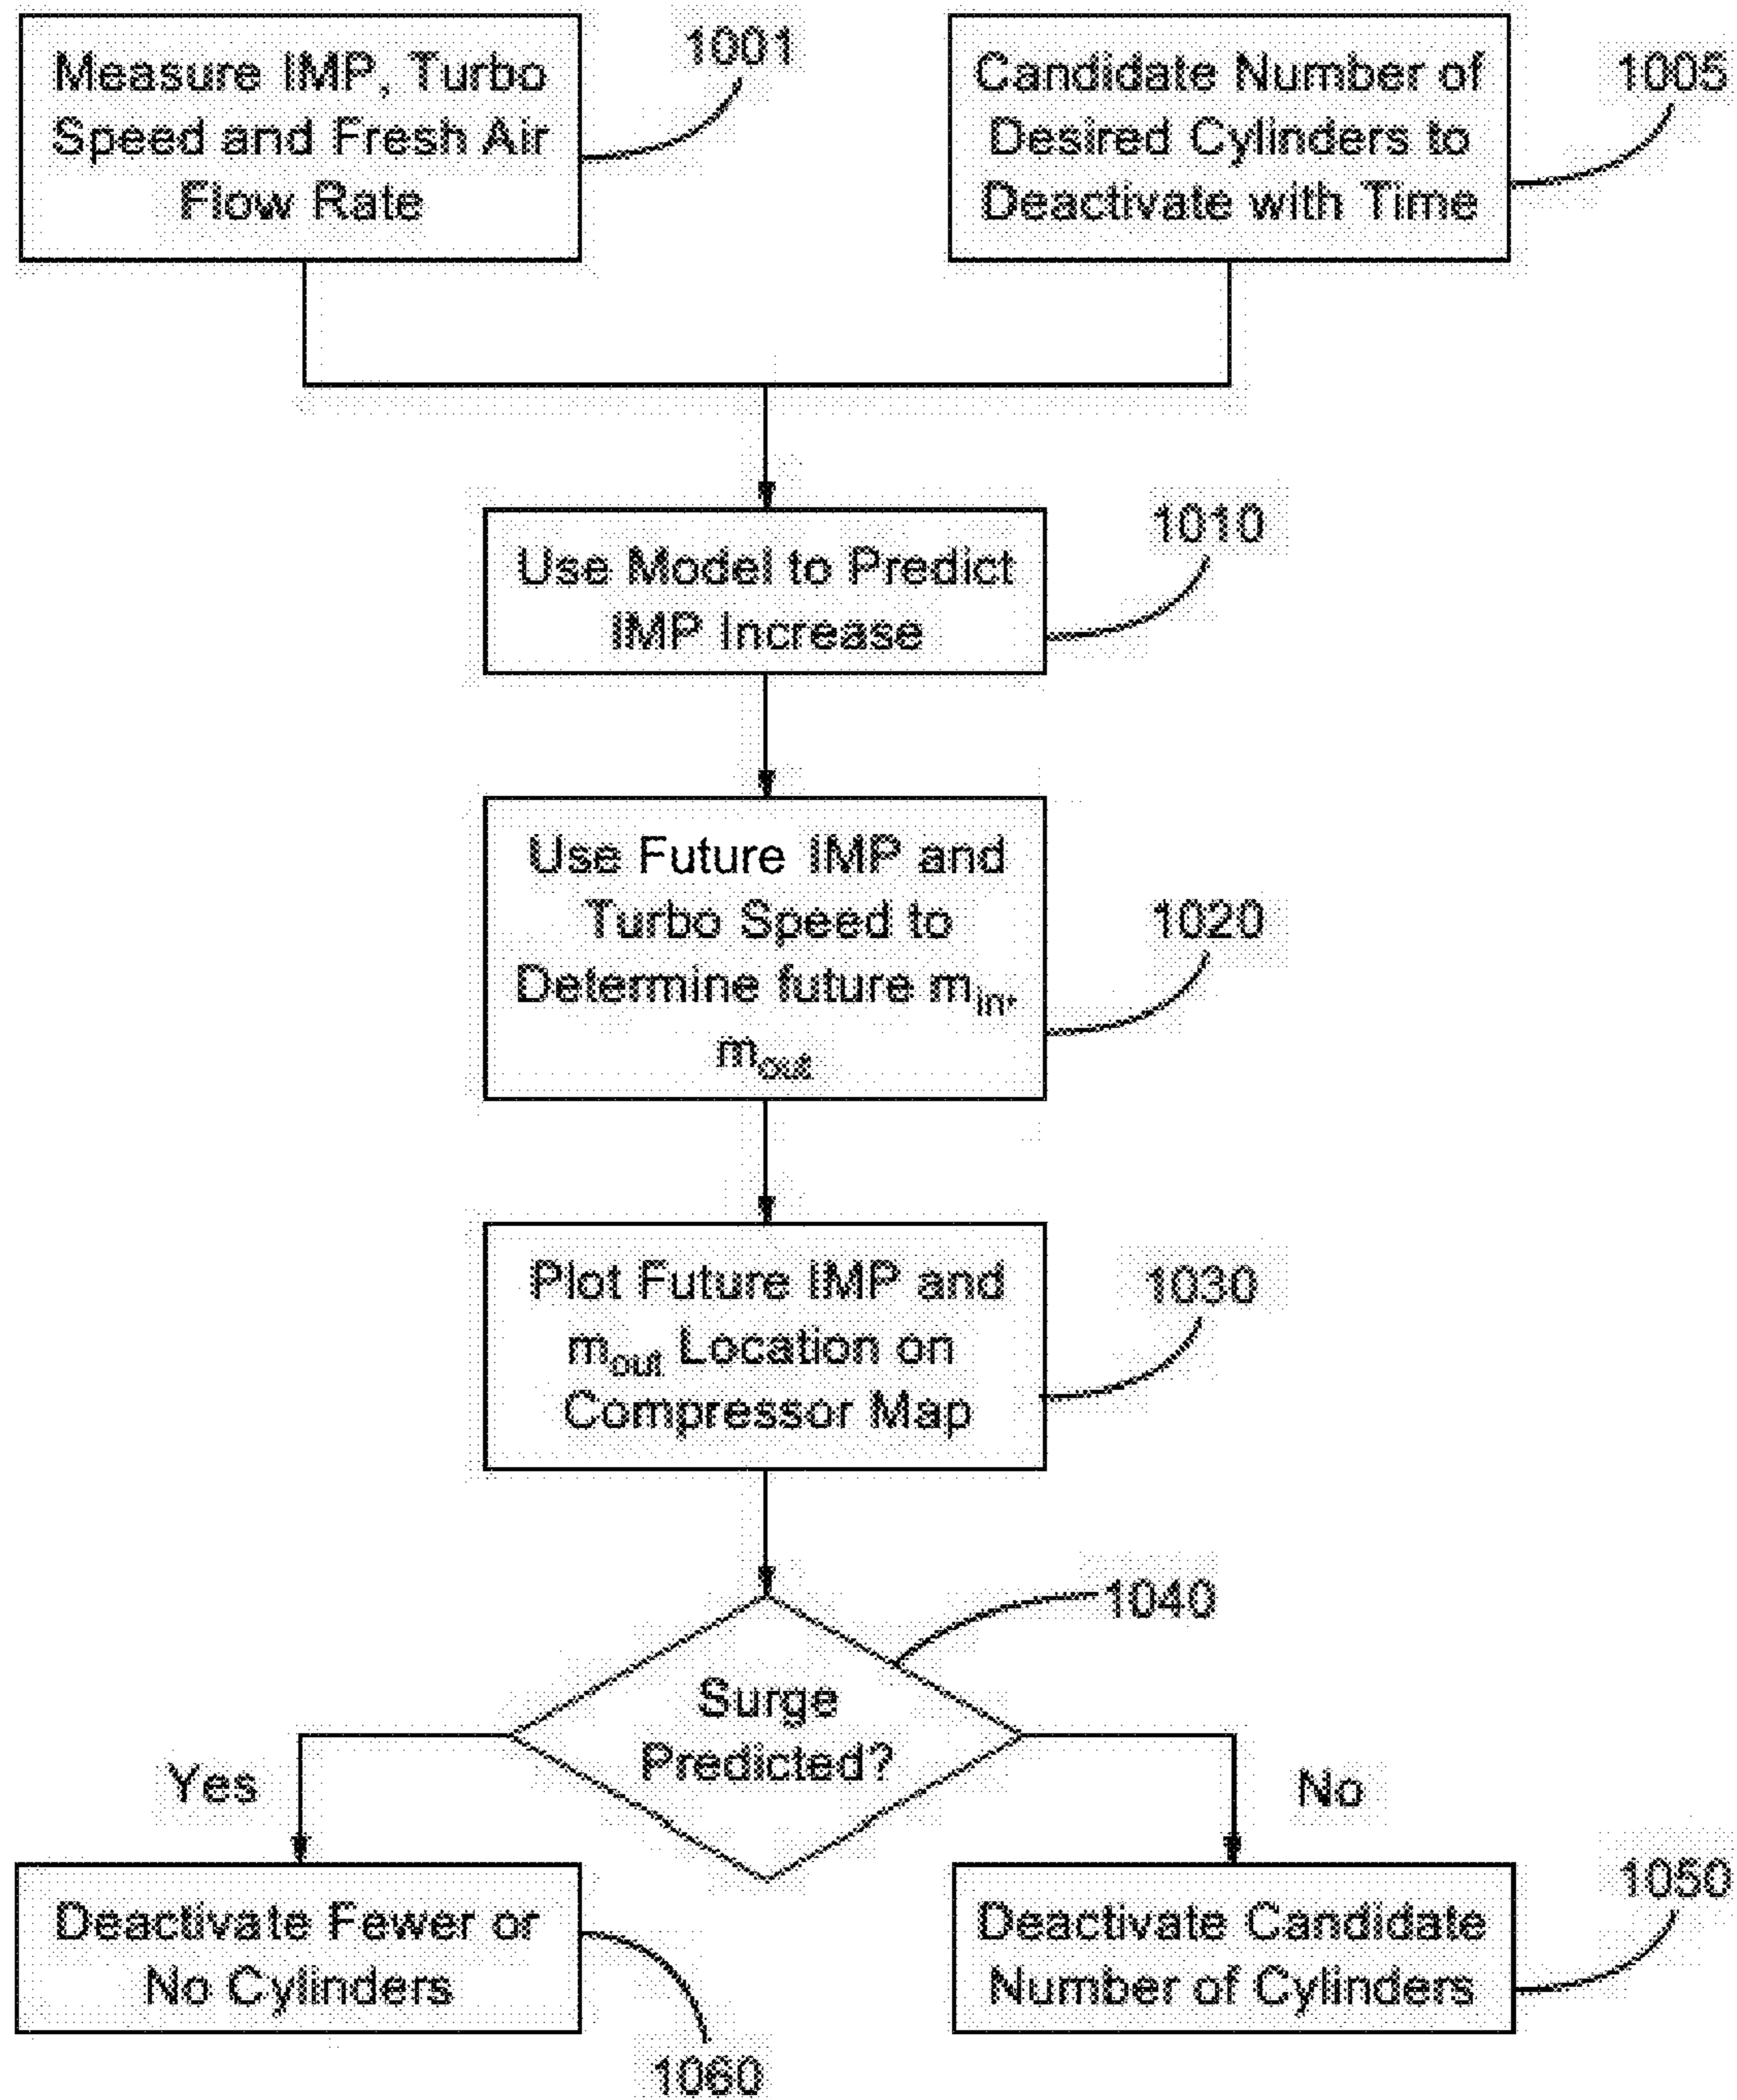 Measure IMP, Turbo
Speed and Fresh Air
Flow Rate
1001
Candidate Number of
Desired Cylinders to
Deactivate with Time
1005
Use Model to Predict
IMP Increase
1010
Use Future IMP and
Turbo Speed to
Determine future m_in,
m_out
1020
Plot Future IMP and
m_out Location on
Compressor Map
1030
Surge
Predicted?
1040
Yes
No
Deactivate Fewer or
No Cylinders
1060
Deactivate Candidate
Number of Cylinders
1050